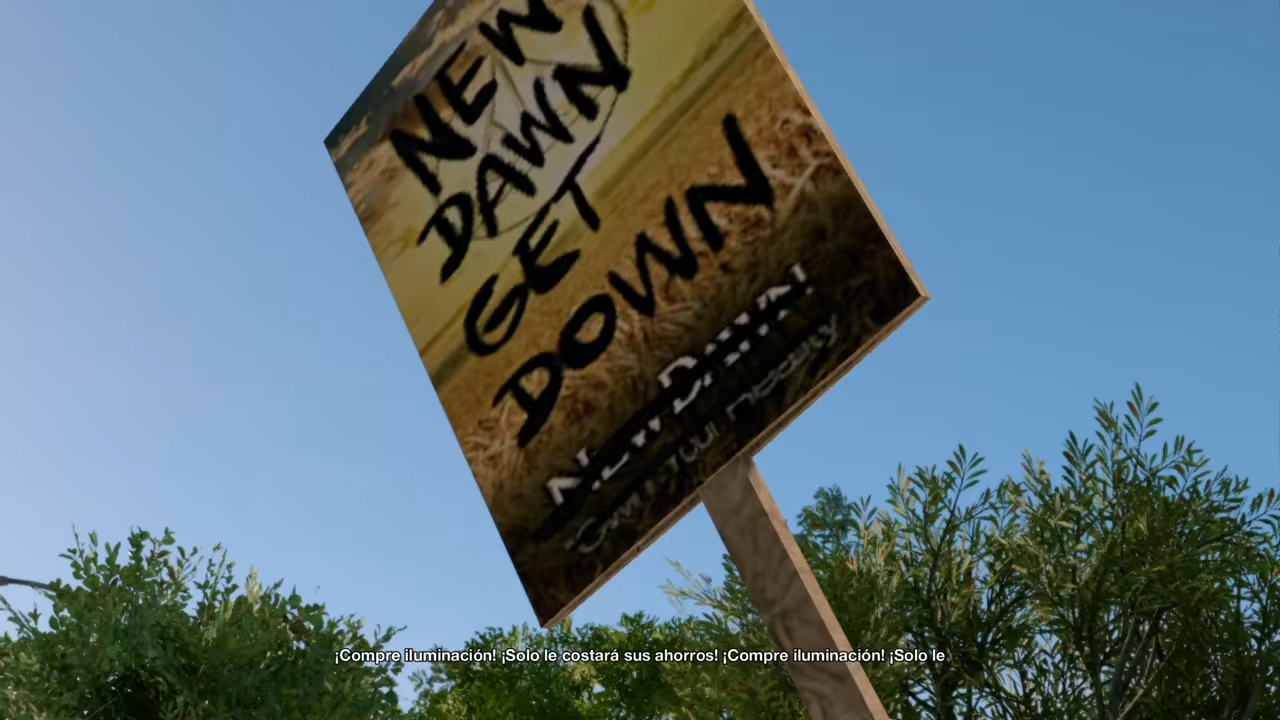 NEW
DAWN
GET
DOWN
¡Compre iluminación! ¡Solo le costará sus ahorros! ¡Compre iluminación! ¡Solo le